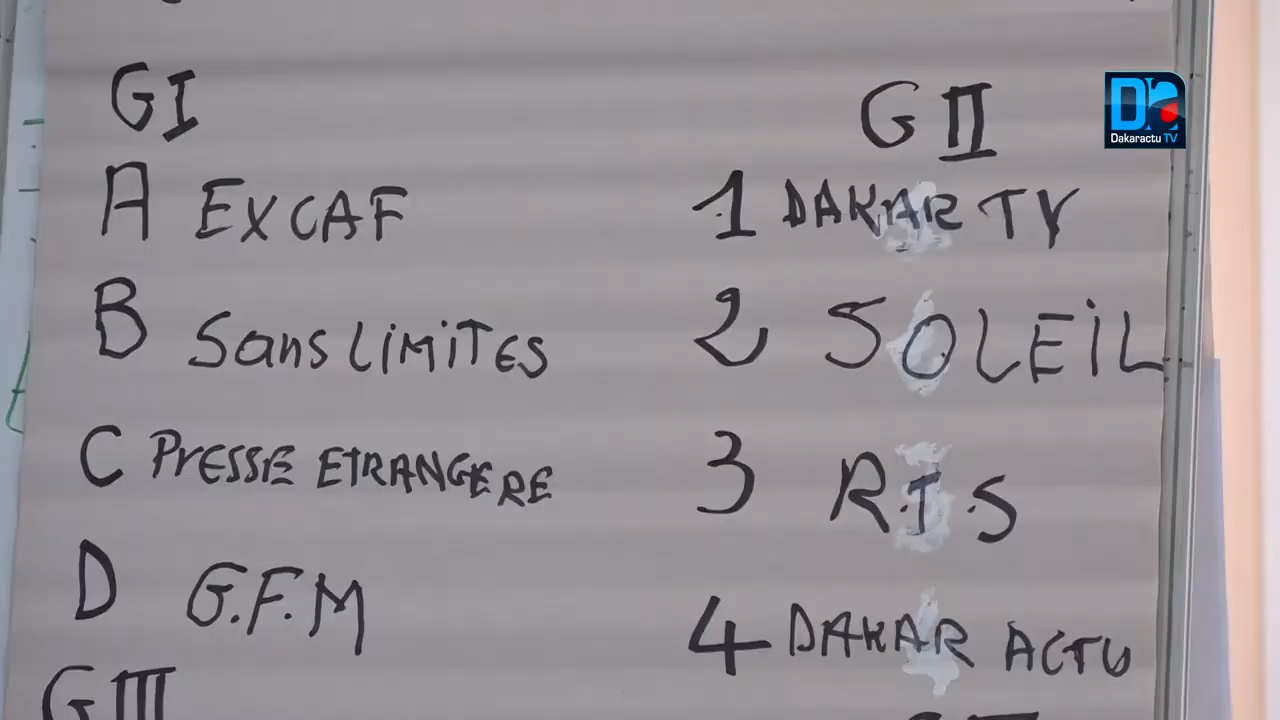 GI
A EXCAF
B Sans LIMITES
C PRESSE ETRANGERE
D G.F.M
GIII
GII
1 DAKAR TV
2 SOLEIL
3 R.I.S
4 DAKAR ACTU
Dakaractu TV